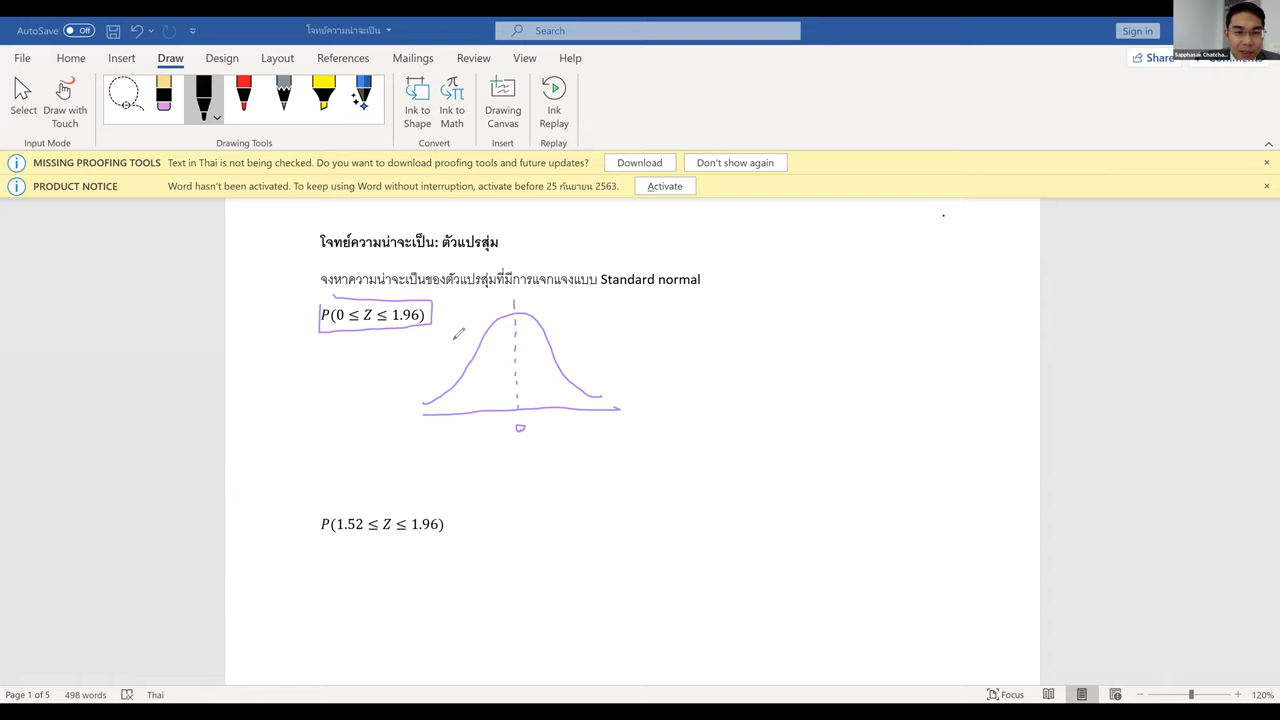 AutoSave Off โจทย์ความน่าจะเป็น Search Sign in
Sapphasak Chatcha...
File Home Insert Draw Design Layout References Mailings Review View Help Share Comments
Select Draw with Touch Ink to Shape Ink to Math Drawing Canvas Ink Replay
Input Mode Drawing Tools Convert Insert Replay
MISSING PROOFING TOOLS Text in Thai is not being checked. Do you want to download proofing tools and future updates? Download Don't show again
PRODUCT NOTICE Word hasn't been activated. To keep using Word without interruption, activate before 25 กันยายน 2563. Activate
โจทย์ความน่าจะเป็น: ตัวแปรสุ่ม
จงหาความน่าจะเป็นของตัวแปรสุ่มที่มีการแจกแจงแบบ Standard normal
P(0 ≤ Z ≤ 1.96)
0
P(1.52 ≤ Z ≤ 1.96)
Page 1 of 5 498 words Thai Focus 120%